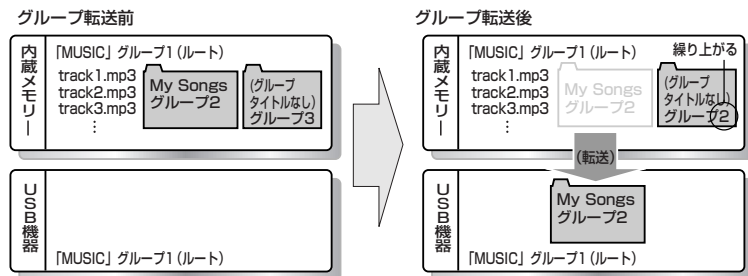 グループ転送前
内蔵メモリー
「MUSIC」グループ1(ルート)
track1.mp3
track2.mp3
track3.mp3
⋮
My Songs
グループ2
(グループ
タイトルなし)
グループ3
USB機器
「MUSIC」グループ1(ルート)
グループ転送後
内蔵メモリー
「MUSIC」グループ1(ルート)
繰り上がる
track1.mp3
track2.mp3
track3.mp3
⋮
My Songs
グループ2
(グループ
タイトルなし)
グループ2
(転送)
USB機器
My Songs
グループ2
「MUSIC」グループ1(ルート)